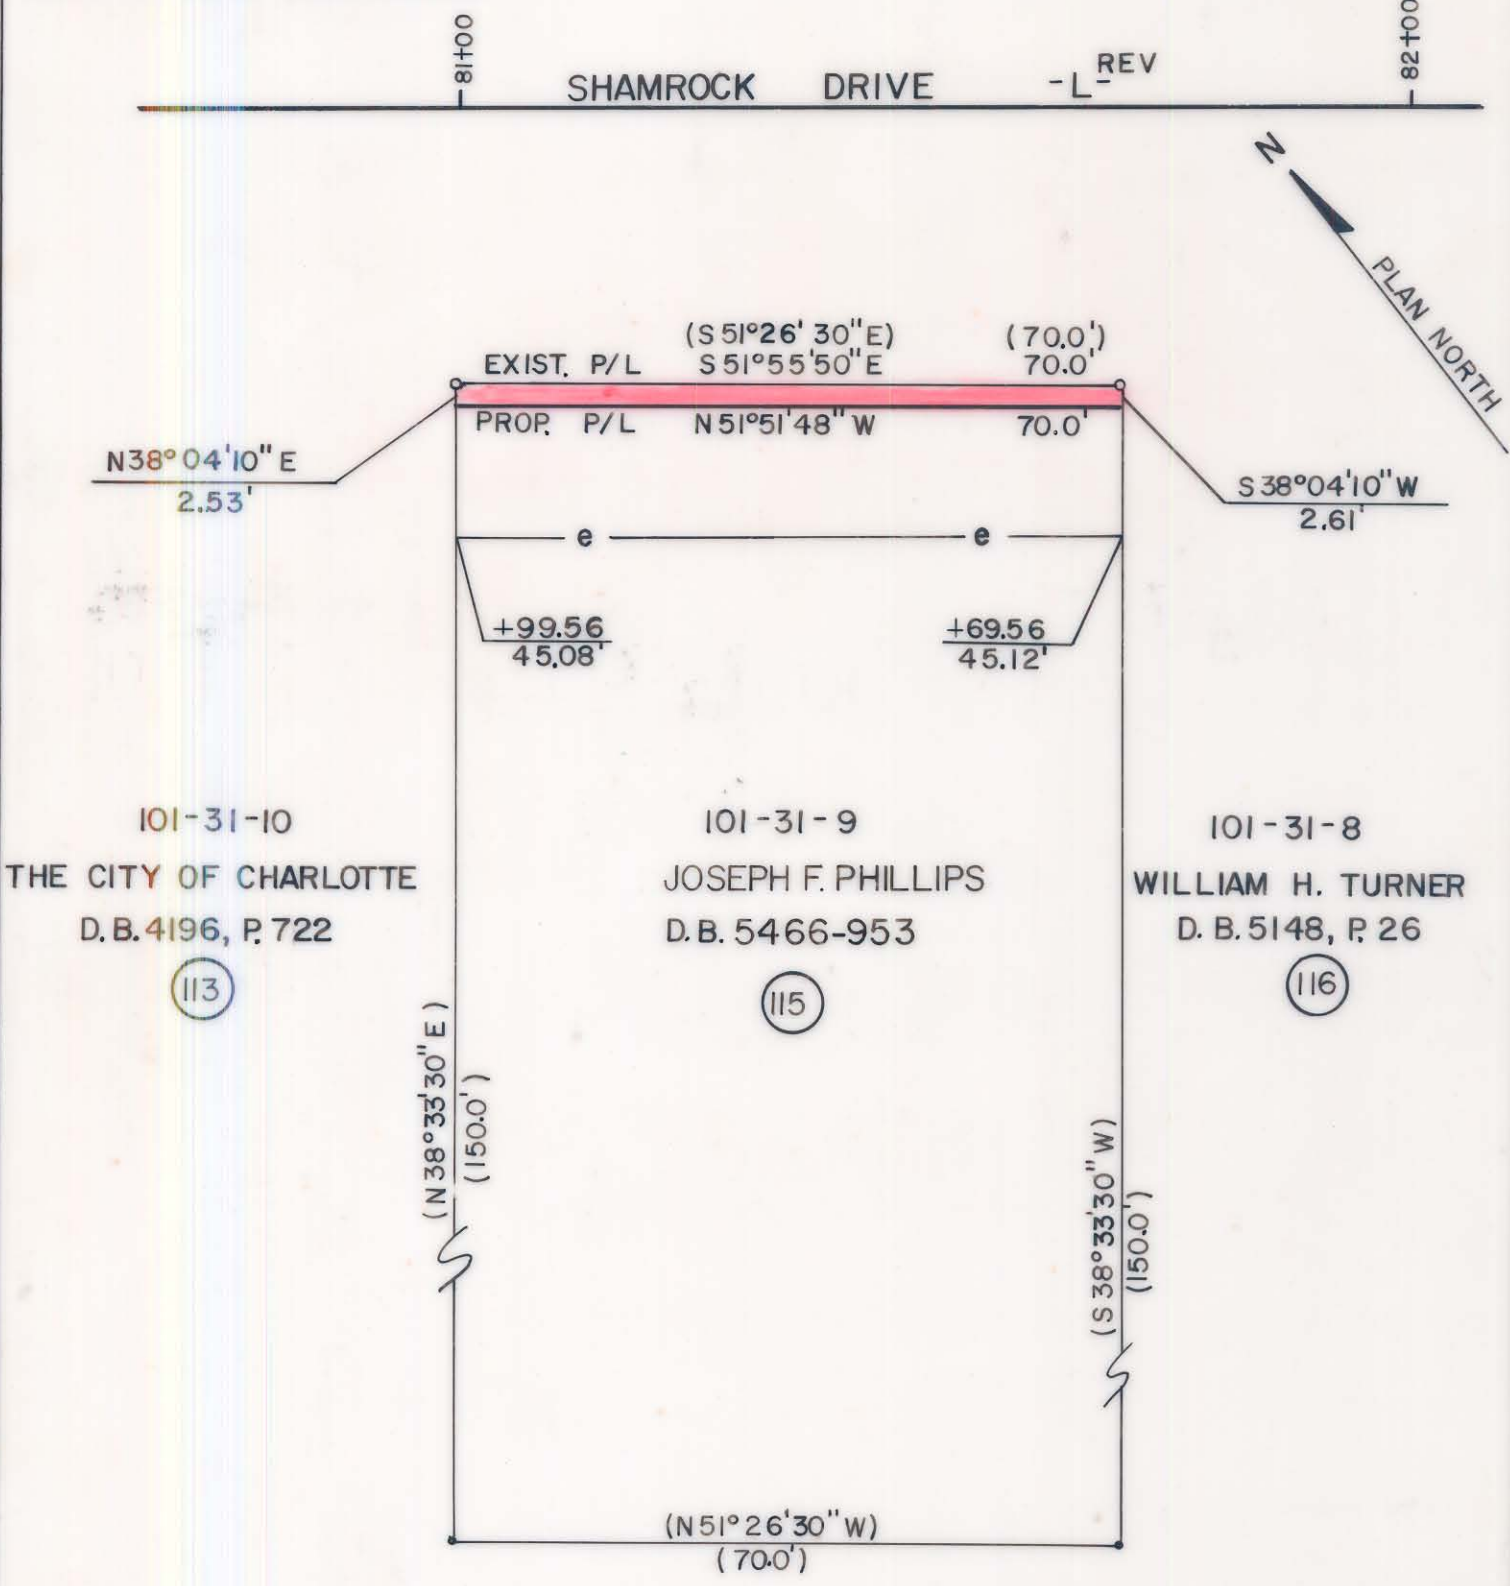 81+00
82+00
SHAMROCK DRIVE -L- REV
N
PLAN NORTH
(S 51°26'30"E) (70.0')
EXIST. P/L S 51°55'50"E 70.0'
PROP. P/L N 51°51'48"W 70.0'
N38°04'10"E
2.53'
S 38°04'10"W
2.61'
e e
+99.56
45.08'
+69.56
45.12'
101-31-10
THE CITY OF CHARLOTTE
D.B. 4196, P. 722
113
101-31-9
JOSEPH F. PHILLIPS
D.B. 5466-953
115
101-31-8
WILLIAM H. TURNER
D.B. 5148, P. 26
116
(N 38°33'30"E)
(150.0')
(S 38°33'30"W)
(150.0')
(N 51°26'30"W)
(70.0')